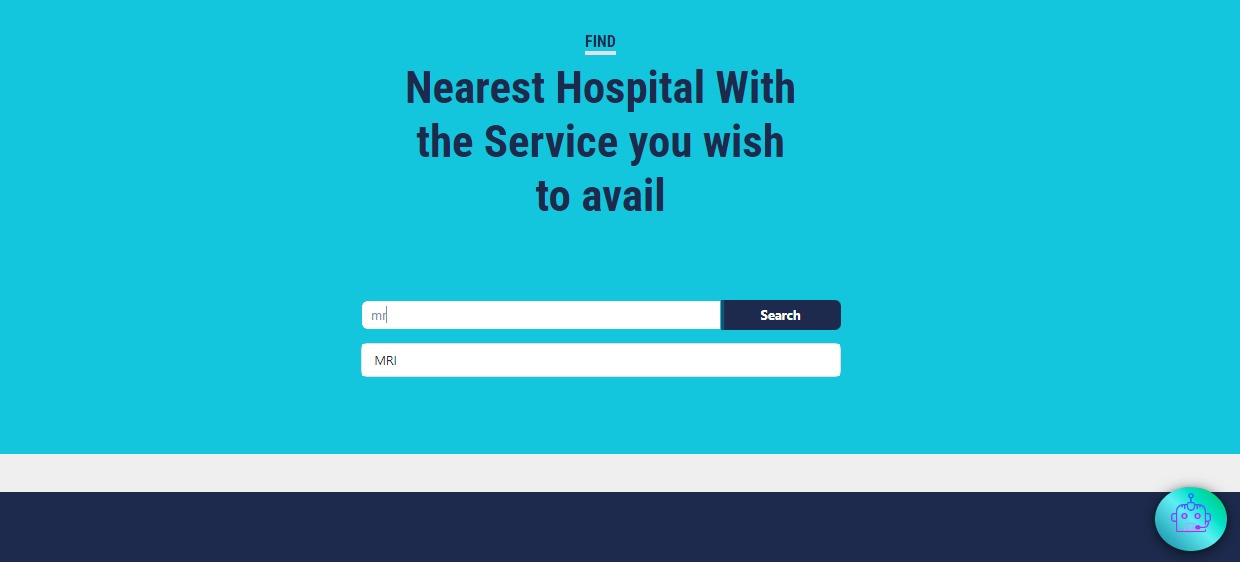 FIND
Nearest Hospital With
the Service you wish
to avail
mr
Search
MRI